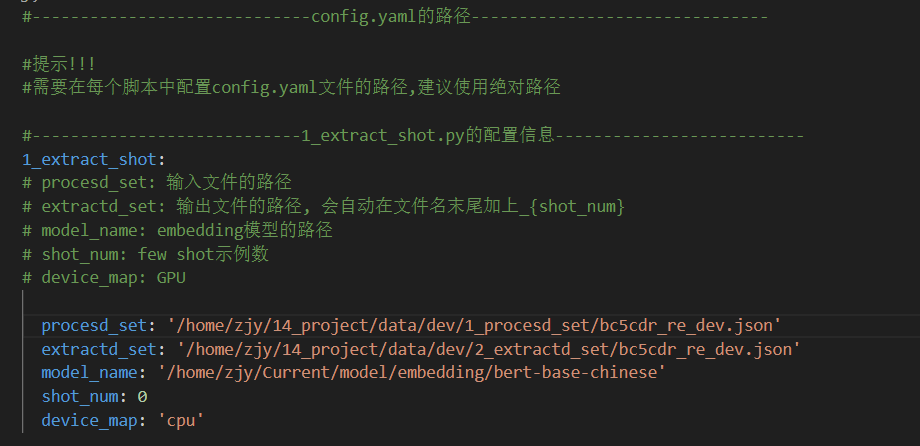 #-----------------------------config.yaml的路径-------------------------------
#提示!!!
#需要在每个脚本中配置config.yaml文件的路径,建议使用绝对路径
#----------------------------1_extract_shot.py的配置信息--------------------------
1_extract_shot:
# procesd_set: 输入文件的路径
# extractd_set: 输出文件的路径, 会自动在文件名末尾加上_{shot_num}
# model_name: embedding模型的路径
# shot_num: few shot示例数
# device_map: GPU
procesd_set: '/home/zjy/14_project/data/dev/1_procesd_set/bc5cdr_re_dev.json'
extractd_set: '/home/zjy/14_project/data/dev/2_extractd_set/bc5cdr_re_dev.json'
model_name: '/home/zjy/Current/model/embedding/bert-base-chinese'
shot_num: 0
device_map: 'cpu'